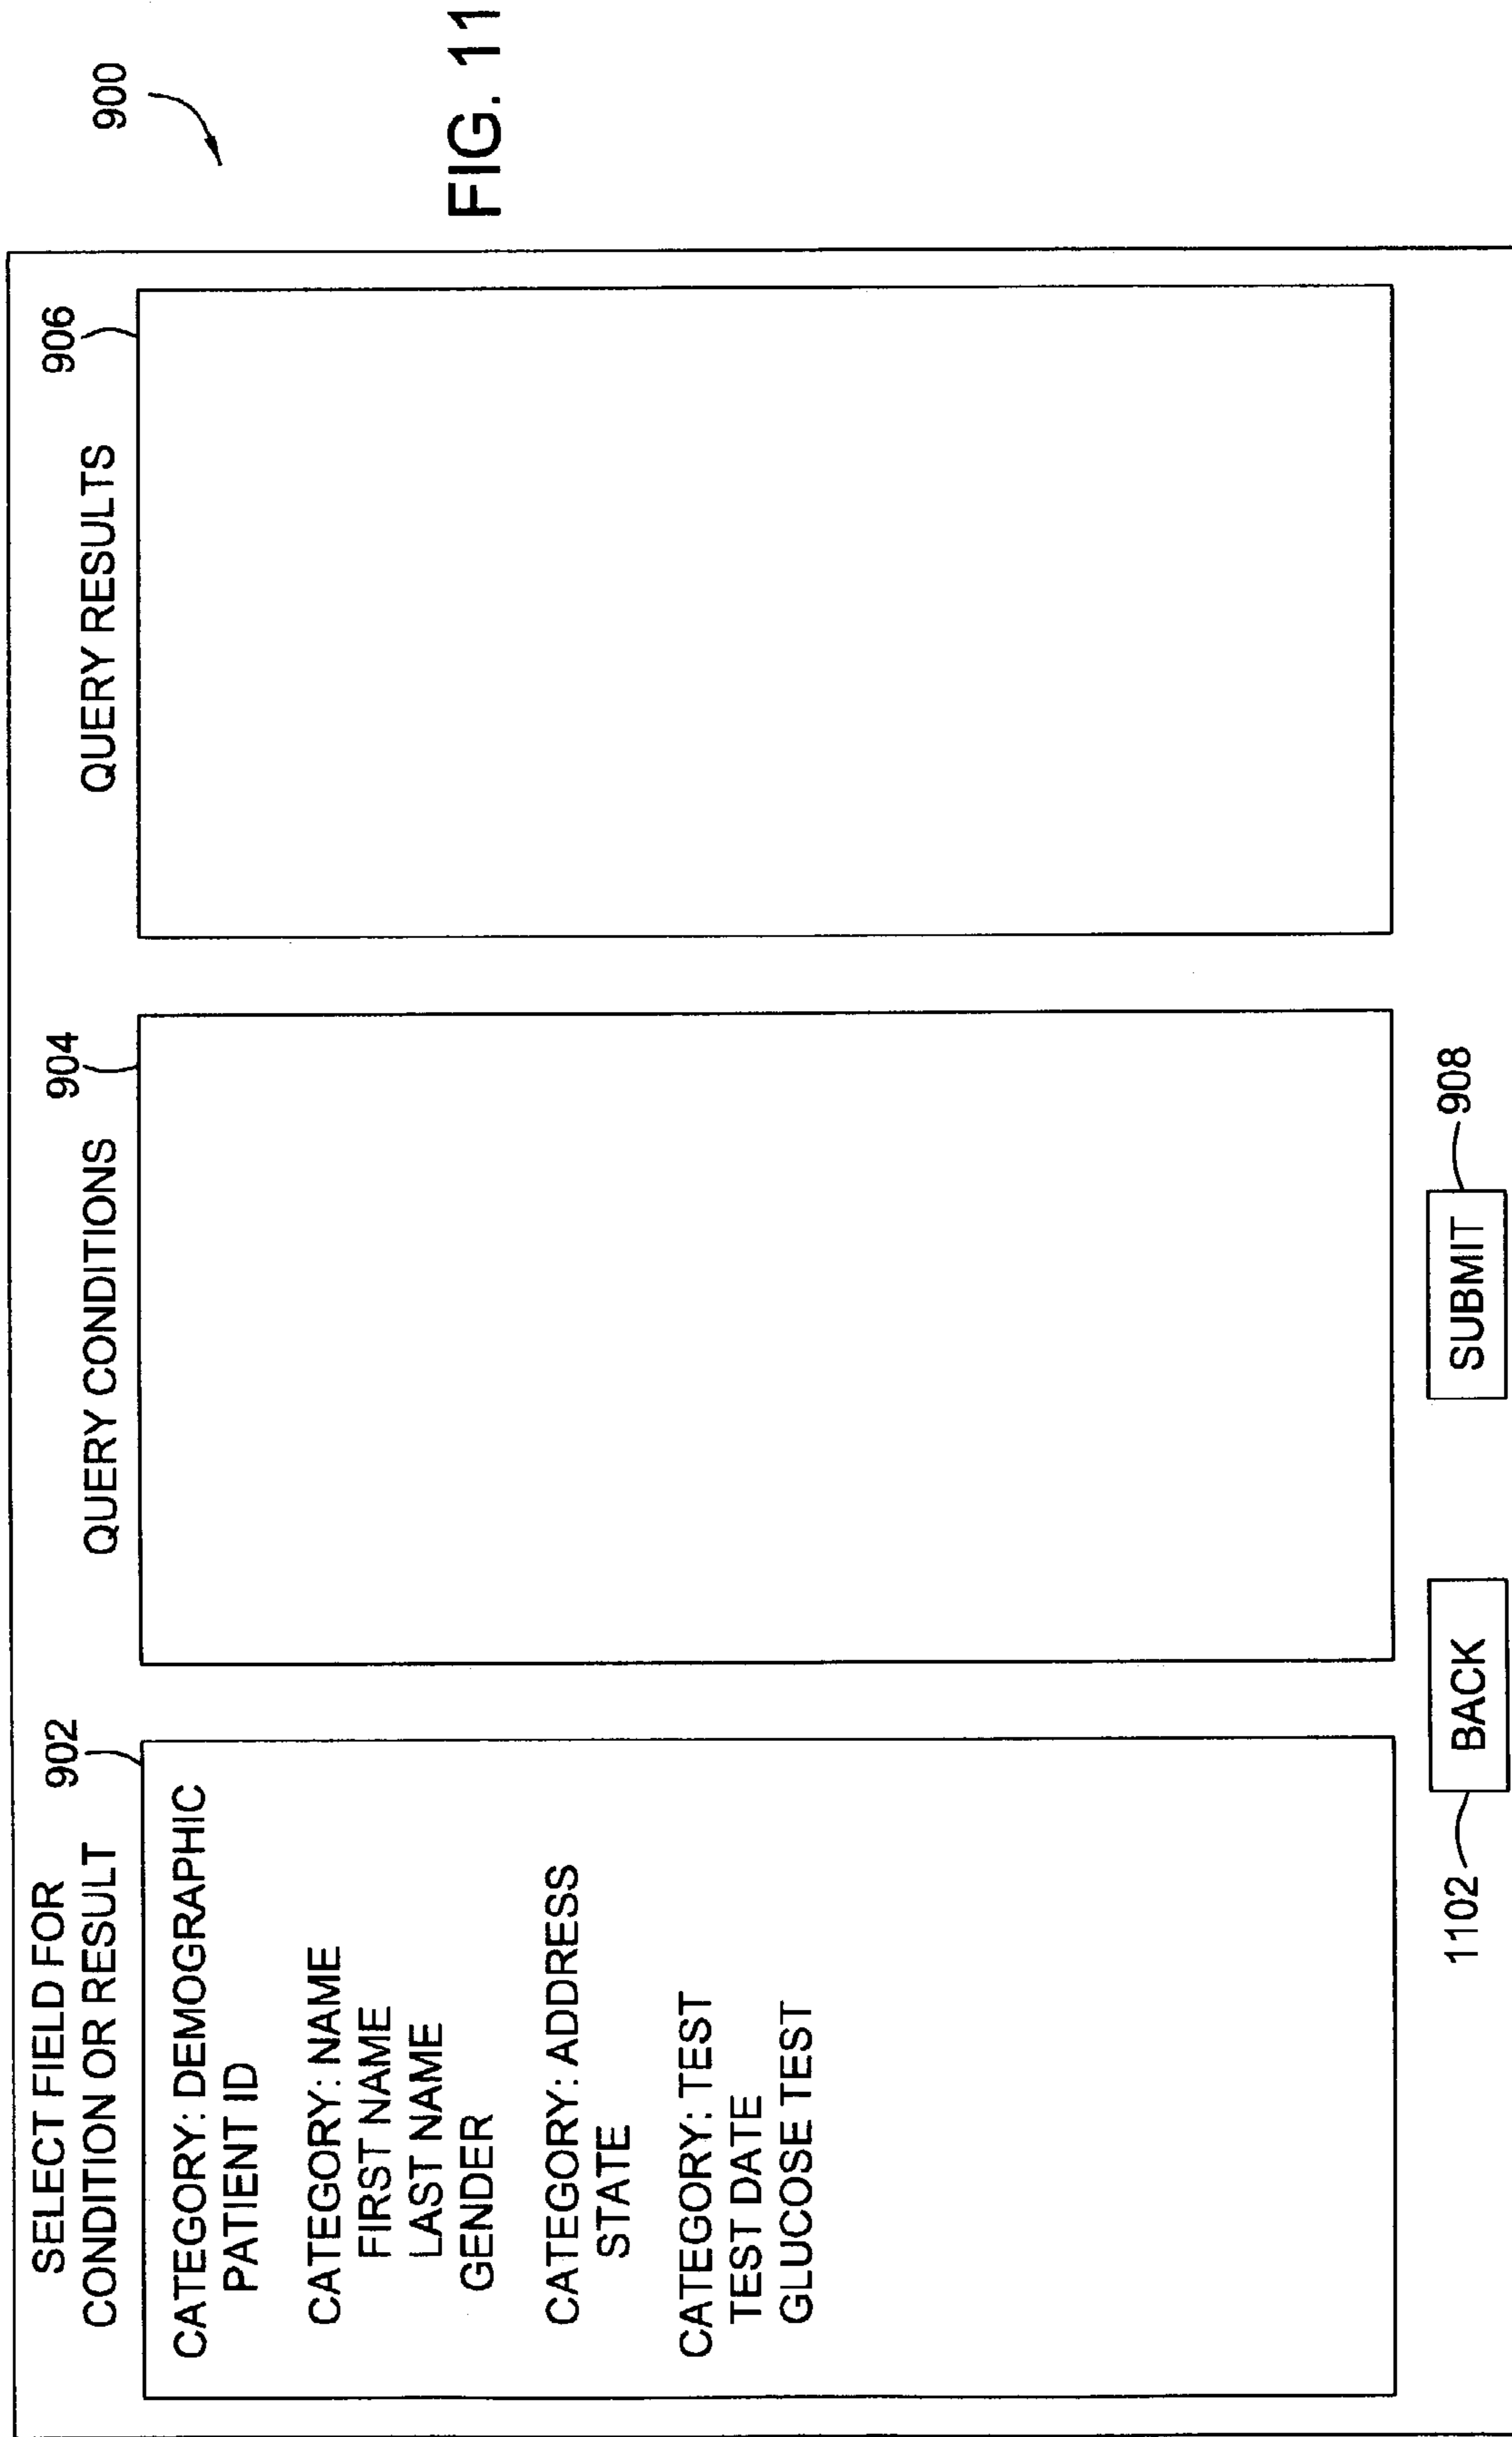 900
FIG. 11
SELECT FIELD FOR
CONDITION OR RESULT
902
CATEGORY: DEMOGRAPHIC
PATIENT ID
CATEGORY: NAME
FIRST NAME
LAST NAME
GENDER
CATEGORY: ADDRESS
STATE
CATEGORY: TEST
TEST DATE
GLUCOSE TEST
QUERY CONDITIONS
904
QUERY RESULTS
906
1102
BACK
SUBMIT
908